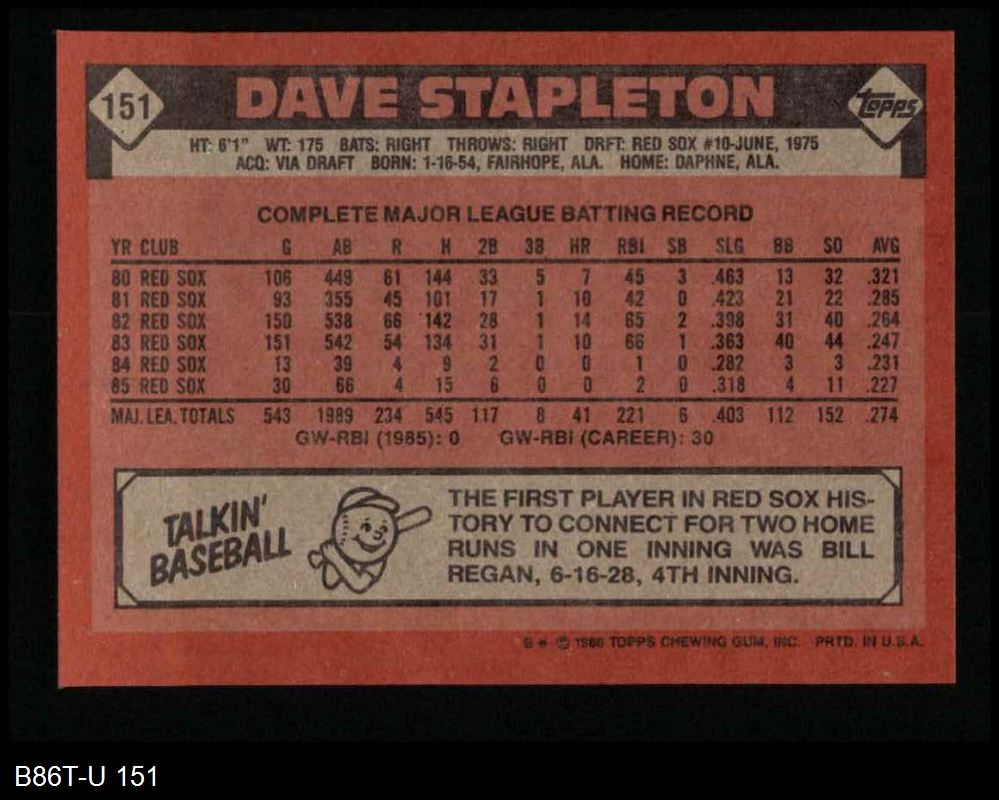 151
DAVE STAPLETON
Topps
HT: 6'1" WT: 175 BATS: RIGHT THROWS: RIGHT DRFT: RED SOX #10-JUNE, 1975
ACQ: VIA DRAFT BORN: 1-16-54, FAIRHOPE, ALA. HOME: DAPHNE, ALA.
COMPLETE MAJOR LEAGUE BATTING RECORD
YR CLUB G AB R H 2B 3B HR RBI SB SLG BB SO AVG
80 RED SOX 106 449 61 144 33 5 7 45 3 .463 13 32 .321
81 RED SOX 93 355 45 101 17 1 10 42 0 .423 21 22 .285
82 RED SOX 150 538 66 142 28 1 14 65 2 .398 31 40 .264
83 RED SOX 151 542 54 134 31 1 10 66 1 .363 40 44 .247
84 RED SOX 13 39 4 9 2 0 0 1 0 .282 3 3 .231
85 RED SOX 30 66 4 15 6 0 0 2 0 .318 4 11 .227
MAJ. LEA. TOTALS 543 1989 234 545 117 8 41 221 6 .403 112 152 .274
GW-RBI (1985): 0 GW-RBI (CAREER): 30
TALKIN'
BASEBALL
THE FIRST PLAYER IN RED SOX HIS-
TORY TO CONNECT FOR TWO HOME
RUNS IN ONE INNING WAS BILL
REGAN, 6-16-28, 4TH INNING.
© 1986 TOPPS CHEWING GUM, INC. PRTD. IN U.S.A.
B86T-U 151